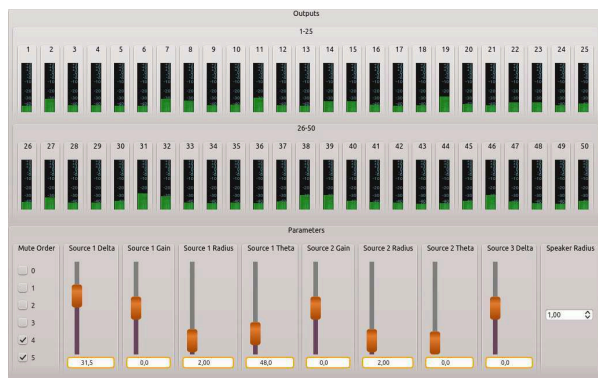 Outputs
1-25
1 2 3 4 5 6 7 8 9 10 11 12 13 14 15 16 17 18 19 20 21 22 23 24 25
26-50
26 27 28 29 30 31 32 33 34 35 36 37 38 39 40 41 42 43 44 45 46 47 48 49 50
Parameters
Mute Order Source 1 Delta Source 1 Gain Source 1 Radius Source 1 Theta Source 2 Gain Source 2 Radius Source 2 Theta Source 3 Delta Speaker Radius
0
1
2
3
4
5
31,5 0,0 2,00 48,0 0,0 2,00 0,0 0,0 1,00